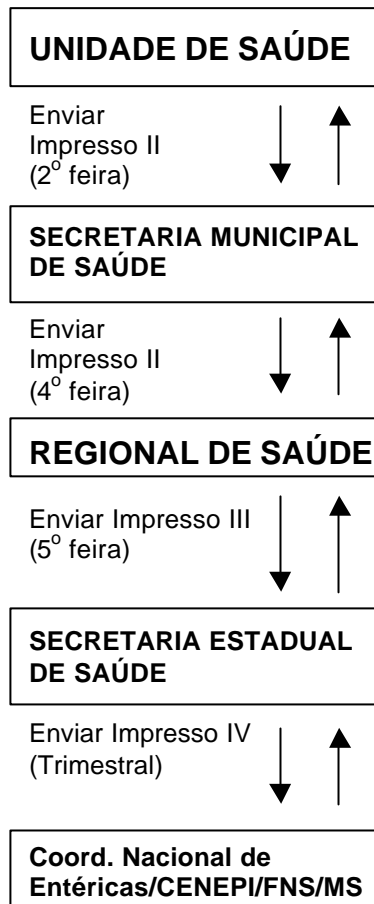 UNIDADE DE SAÚDE
Enviar
Impresso II
(2º feira)
SECRETARIA MUNICIPAL
DE SAÚDE
Enviar
Impresso II
(4º feira)
REGIONAL DE SAÚDE
Enviar Impresso III
(5º feira)
SECRETARIA ESTADUAL
DE SAÚDE
Enviar Impresso IV
(Trimestral)
Coord. Nacional de
Entéricas/CENEPI/FNS/MS